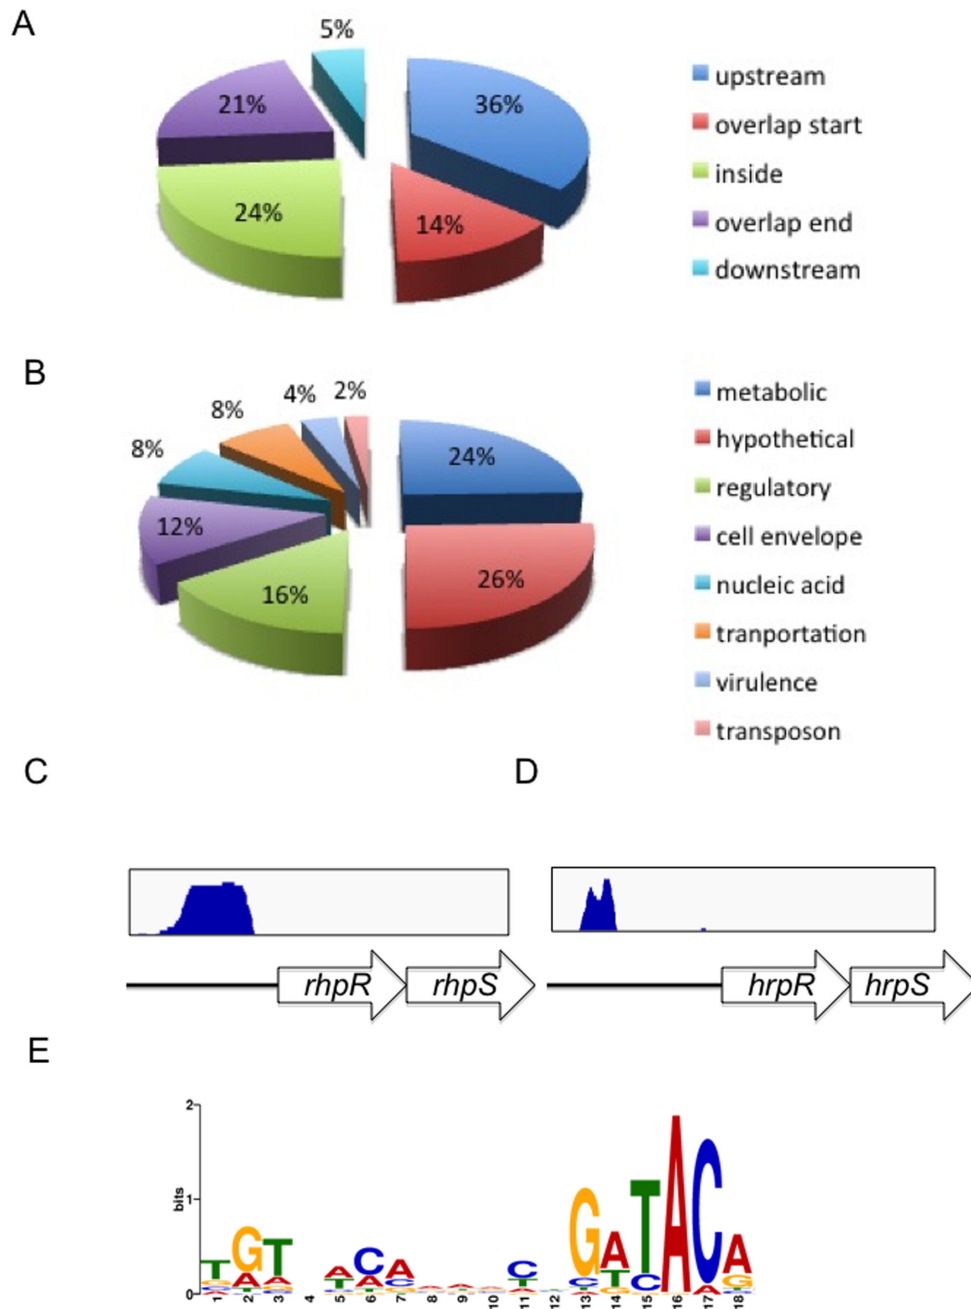 A
5%
36%
21%
24%
14%
upstream
overlap start
inside
overlap end
downstream
B
8%
8%
4%
2%
24%
12%
16%
26%
metabolic
hypothetical
regulatory
cell envelope
nucleic acid
tranportation
virulence
transposon
C
D
rhpR
rhpS
hrpR
hrpS
E
2
1
0
bits
T G T A C A C G A T A C A
1 2 3 4 5 6 7 8 9 10 11 12 13 14 15 16 17 18